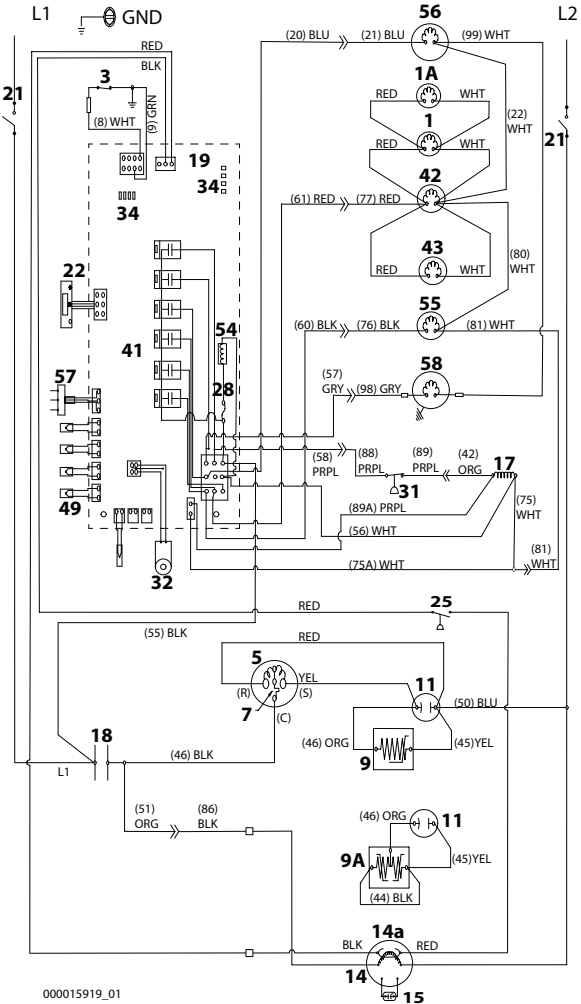 L1
GND
56
L2
RED
BLK
(20) BLU
(21) BLU
(99) WHT
21
3
(8) WHT
(9) GRN
1A
RED
WHT
1
RED
WHT
(22)
WHT
21
19
34
34
42
(61) RED
(77) RED
43
RED
WHT
(80)
WHT
22
55
(60) BLK
(76) BLK
(81) WHT
41
54
57
28
(57)
GRY
(98) GRY
58
(58)
PRPL
(88)
PRPL
(89)
PRPL
(42)
ORG
17
31
49
(89A) PRPL
(75)
WHT
(56) WHT
(81)
WHT
32
(75A) WHT
RED
25
(55) BLK
RED
5
YEL
(R)
(S)
11
7
(C)
(50) BLU
18
(46) ORG
9
(45)YEL
(46) BLK
L1
(51)
ORG
(86)
BLK
(46) ORG
11
9A
(45)YEL
(44) BLK
14a
BLK
RED
14
15
000015919_01